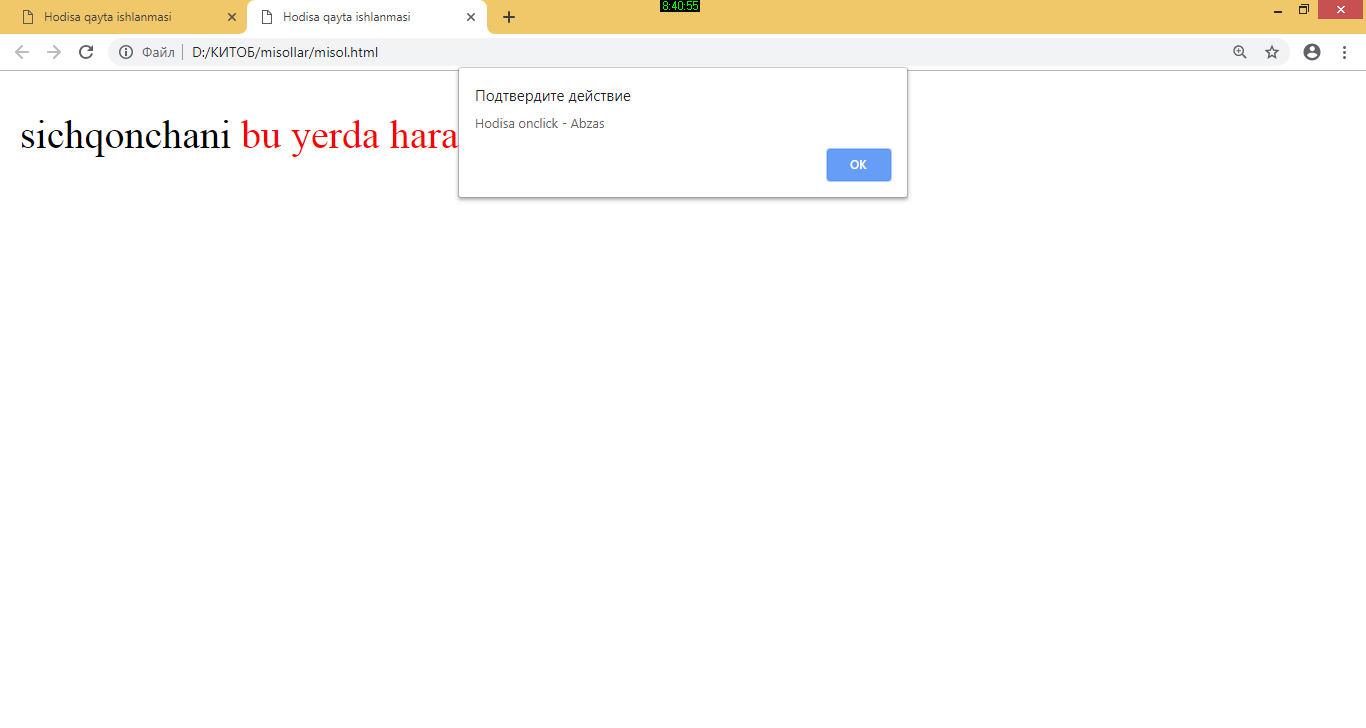 8:40:55
Hodisa qayta ishlanmasi
Hodisa qayta ishlanmasi
Файл
D:/КИТОБ/misollar/misol.html
Подтвердите действие
Hodisa onclick - Abzas
OK
sichqonchani bu yerda hara